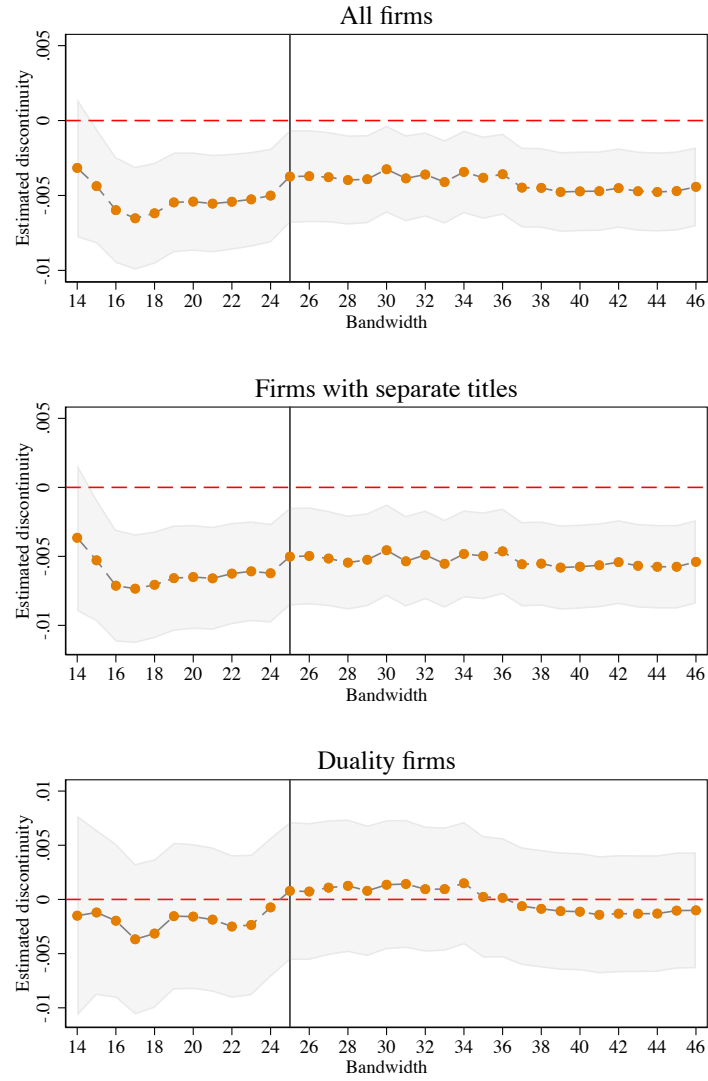 All firms
Estimated discontinuity
.005
0
-.005
-.01
14 16 18 20 22 24 26 28 30 32 34 36 38 40 42 44 46
Bandwidth
Firms with separate titles
Estimated discontinuity
.005
0
-.005
-.01
14 16 18 20 22 24 26 28 30 32 34 36 38 40 42 44 46
Bandwidth
Duality firms
Estimated discontinuity
.01
.005
0
-.005
-.01
14 16 18 20 22 24 26 28 30 32 34 36 38 40 42 44 46
Bandwidth